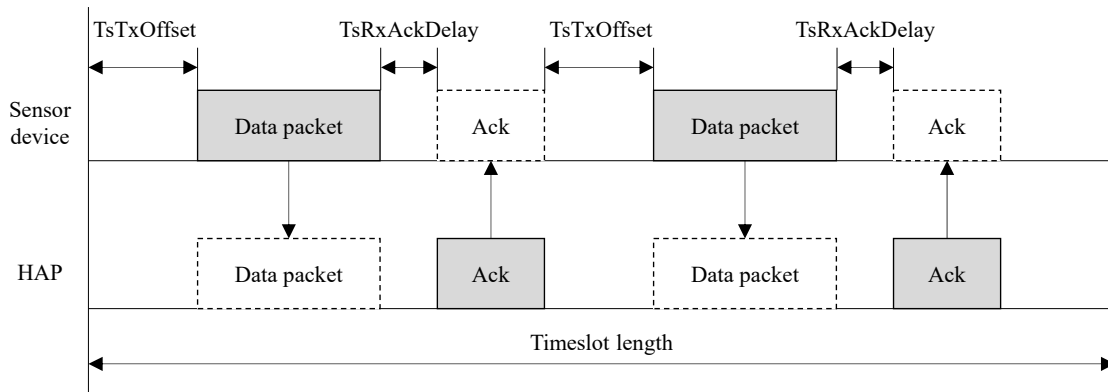 TsTxOffset
TsRxAckDelay
TsTxOffset
TsRxAckDelay
Sensor
device
Data packet
Ack
Data packet
Ack
HAP
Data packet
Ack
Data packet
Ack
Timeslot length